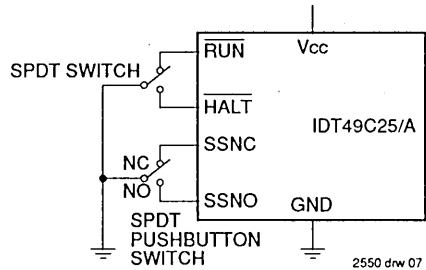 RUN
Vcc
SPDT SWITCH
HALT
IDT49C25/A
SSNC
NC
NO
SSNO
GND
SPDT
PUSHBUTTON
SWITCH
2550 drw 07